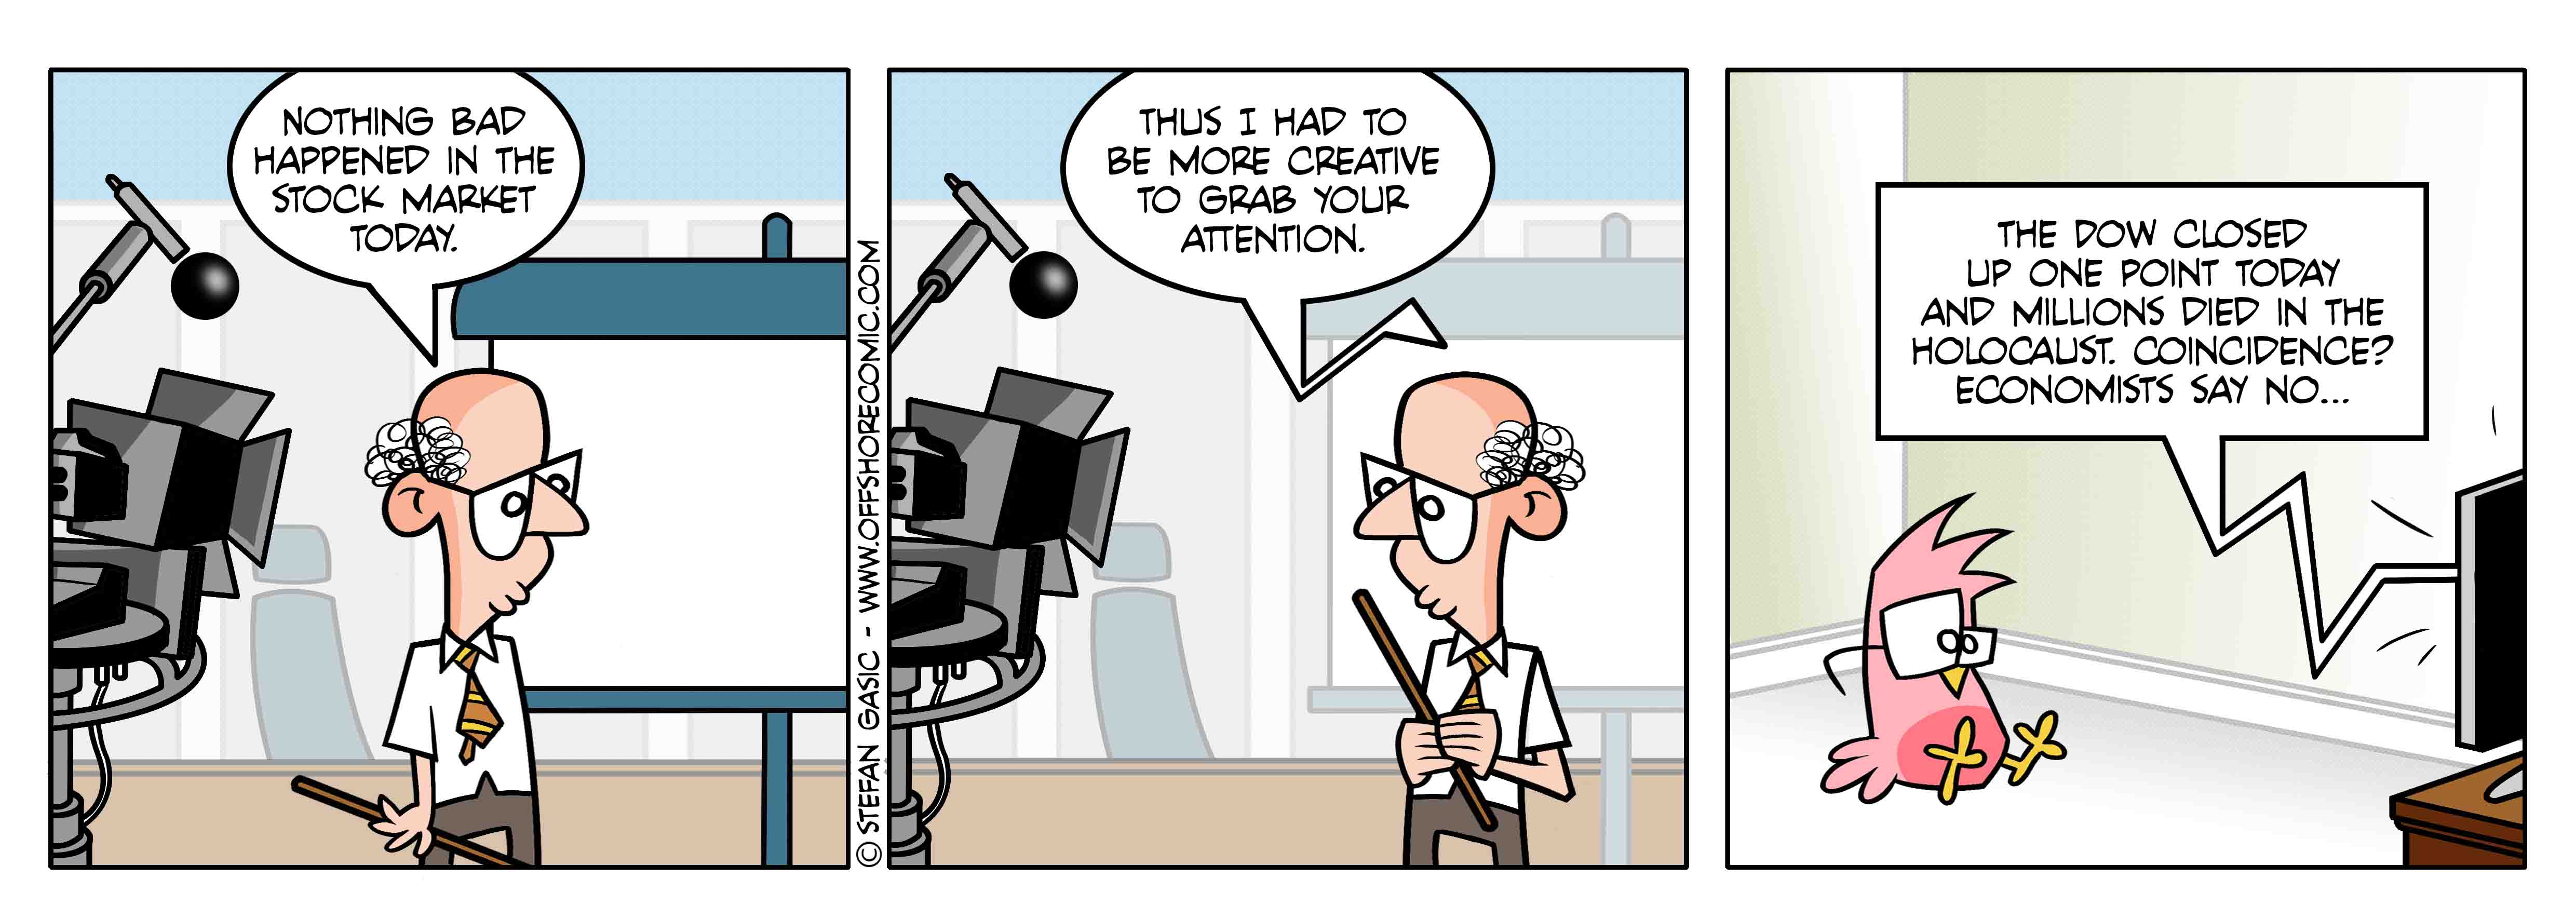 NOTHING BAD
HAPPENED IN THE
STOCK MARKET
TODAY.
© STEFAN GASIC - WWW.OFFSHORECOMIC.COM
THUS I HAD TO
BE MORE CREATIVE
TO GRAB YOUR
ATTENTION.
THE DOW CLOSED
UP ONE POINT TODAY
AND MILLIONS DIED IN THE
HOLOCAUST. COINCIDENCE?
ECONOMISTS SAY NO...